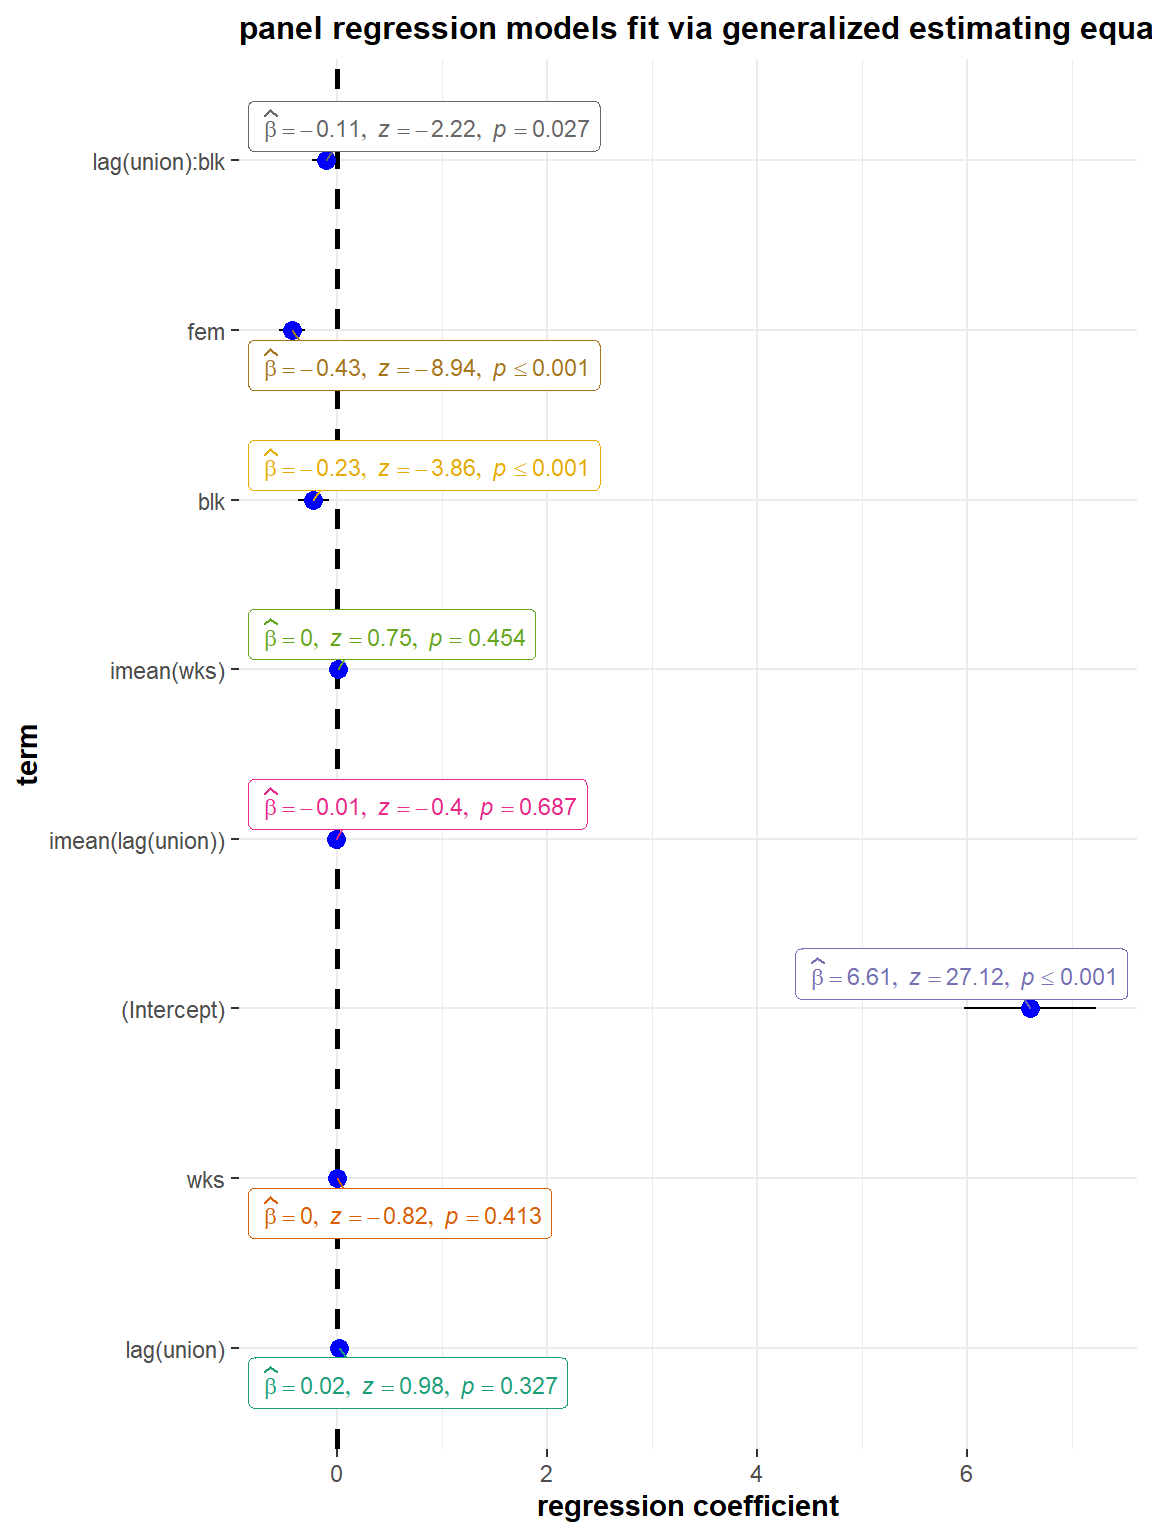 panel regression models fit via generalized estimating equa
β̂ = −0.11, z = −2.22, p = 0.027
lag(union):blk
fem
β̂ = −0.43, z = −8.94, p ≤ 0.001
β̂ = −0.23, z = −3.86, p ≤ 0.001
blk
β̂ = 0, z = 0.75, p = 0.454
imean(wks)
term
β̂ = −0.01, z = −0.4, p = 0.687
imean(lag(union))
β̂ = 6.61, z = 27.12, p ≤ 0.001
(Intercept)
wks
β̂ = 0, z = −0.82, p = 0.413
lag(union)
β̂ = 0.02, z = 0.98, p = 0.327
0 2 4 6
regression coefficient